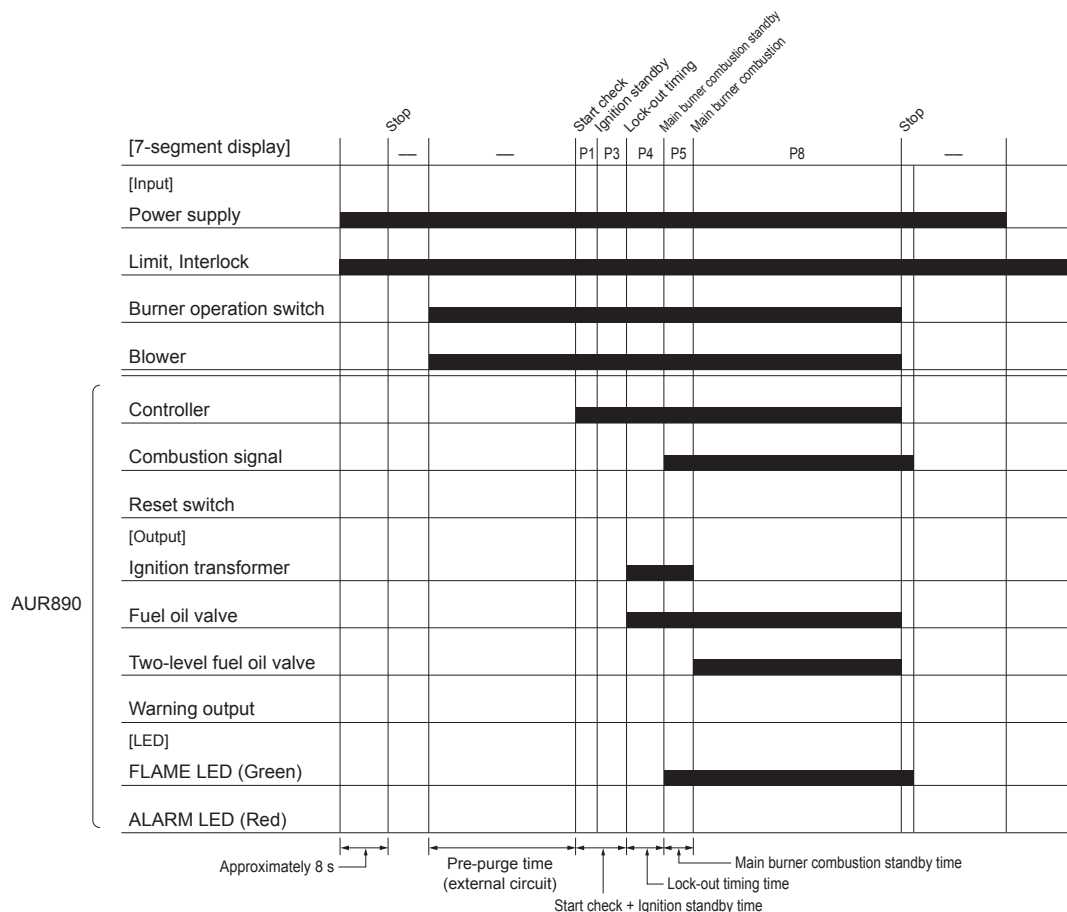 Stop
Start check
Ignition standby
Lock-out timing
Main burner combustion standby
Main burner combustion
Stop
[7-segment display] — — P1 P3 P4 P5 P8 —
[Input]
Power supply
Limit, Interlock
Burner operation switch
Blower
Controller
Combustion signal
Reset switch
[Output]
Ignition transformer
AUR890
Fuel oil valve
Two-level fuel oil valve
Warning output
[LED]
FLAME LED (Green)
ALARM LED (Red)
Approximately 8 s
Pre-purge time
(external circuit)
Main burner combustion standby time
Lock-out timing time
Start check + Ignition standby time